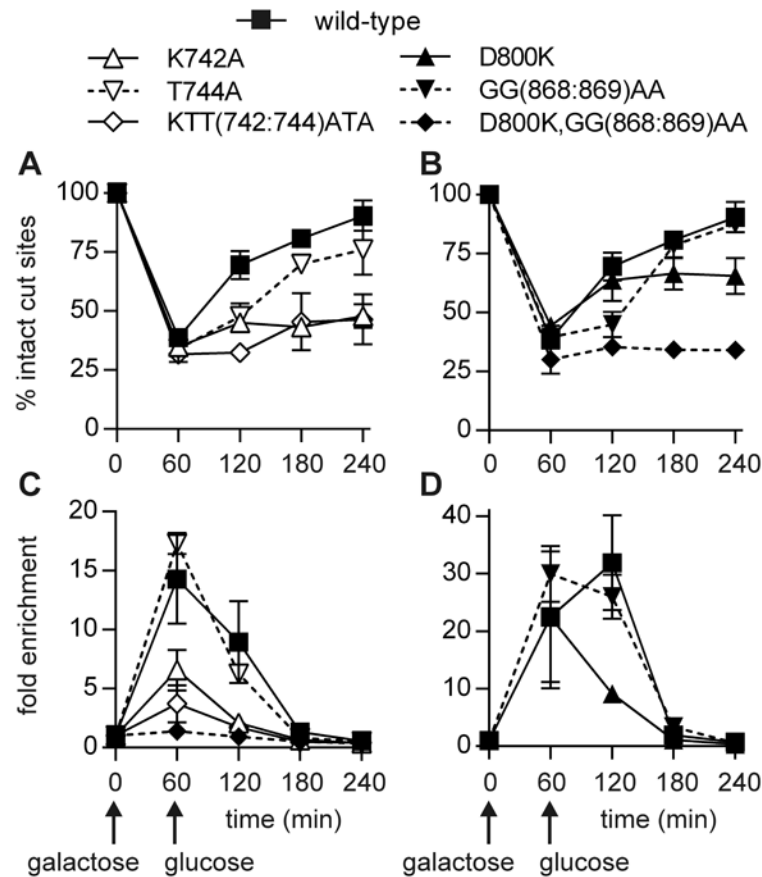 wild-type
K742A D800K
T744A GG(868:869)AA
KTT(742:744)ATA D800K,GG(868:869)AA
A B
100 100
75 75
50 50
25 25
0 0
% intact cut sites
0 60 120 180 240 0 60 120 180 240
C D
20 40
15 30
10 20
5 10
0 0
fold enrichment
0 60 120 180 240 0 60 120 180 240
time (min) time (min)
galactose glucose galactose glucose